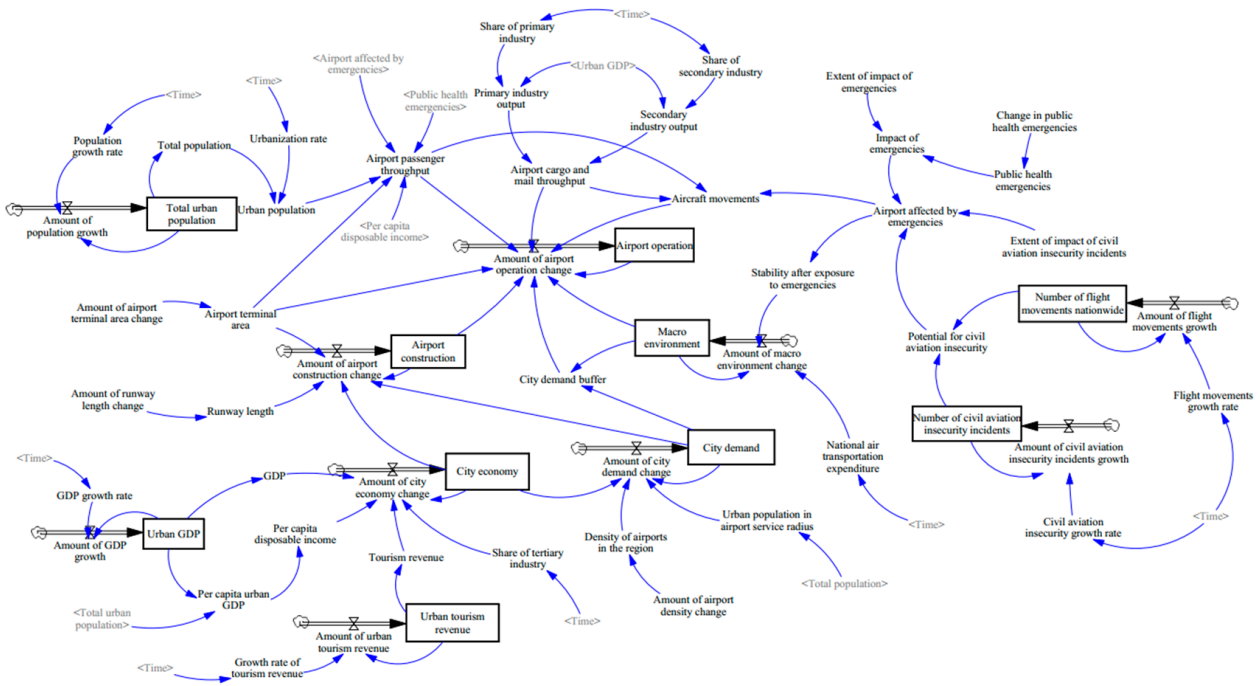 <Time>
Share of primary
industry
<Airport affected by
emergencies>
<Urban GDP>
Share of
secondary industry
<Time>
<Time>
<Public health
emergencies>
Primary industry
output
Secondary
industry output
Extent of impact of
emergencies
Change in public
health emergencies
Population
growth rate
Total population
Urbanization rate
Airport passenger
throughput
Airport cargo and
mail throughput
Impact of
emergencies
Public health
emergencies
Total urban
population
Urban population
Aircraft movements
Amount of
population growth
<Per capita
disposable income>
Airport affected by
emergencies
Airport operation
Amount of airport
operation change
Extent of impact of civil
aviation insecurity incidents
Stability after exposure
to emergencies
Amount of airport
terminal area change
Airport terminal
area
Number of flight
movements nationwide
Amount of flight
movements growth
Macro
environment
Amount of macro
environment change
Potential for civil
aviation insecurity
Airport
construction
Amount of airport
construction change
City demand buffer
Amount of runway
length change
Runway length
Flight movements
growth rate
Number of civil aviation
insecurity incidents
Amount of civil aviation
insecurity incidents growth
City demand
Amount of city
demand change
National air
transportation
expenditure
<Time>
GDP
City economy
Amount of city
economy change
GDP growth rate
Urban GDP
Amount of GDP
growth
Per capita
disposable income
Urban population in
airport service radius
<Time>
<Time>
Civil aviation
insecurity growth rate
Density of airports
in the region
Tourism revenue
Share of tertiary
industry
<Total population>
Per capita urban
GDP
<Total urban
population>
Amount of airport
density change
<Time>
Urban tourism
revenue
Amount of urban
tourism revenue
<Time>
Growth rate of
tourism revenue